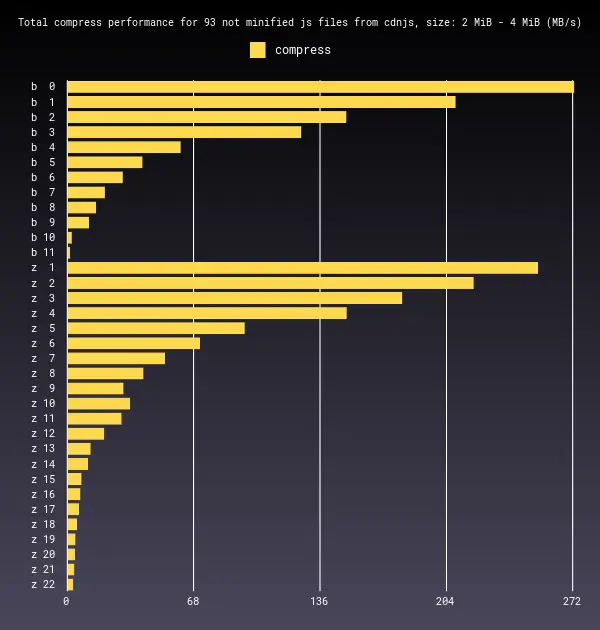 Total compress performance for 93 not minified js files from cdnjs, size: 2 MiB - 4 MiB (MB/s)
compress
b 0
b 1
b 2
b 3
b 4
b 5
b 6
b 7
b 8
b 9
b 10
b 11
z 1
z 2
z 3
z 4
z 5
z 6
z 7
z 8
z 9
z 10
z 11
z 12
z 13
z 14
z 15
z 16
z 17
z 18
z 19
z 20
z 21
z 22
0 68 136 204 272